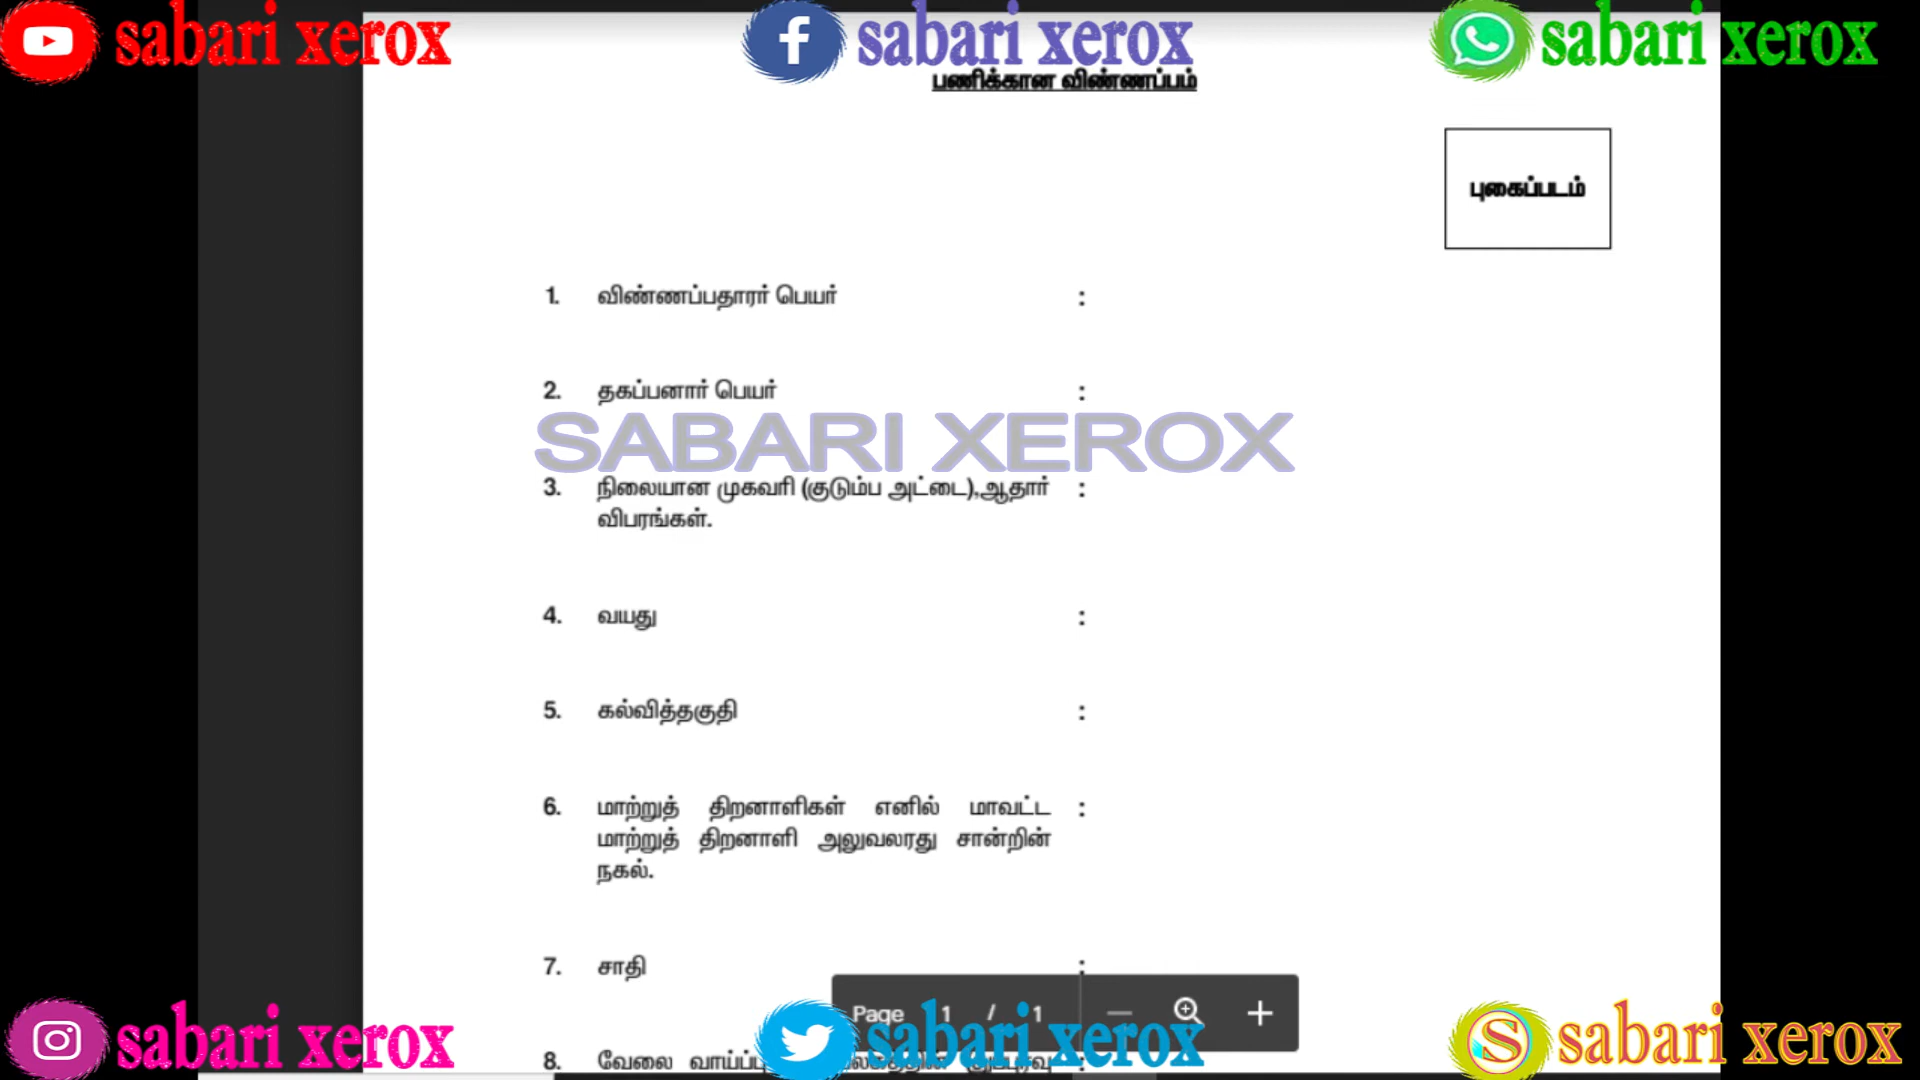 sabari xerox
sabari xerox
sabari xerox
பணிக்கான விண்ணப்பம்
புகைப்படம்
1. விண்ணப்பதாரர் பெயர் :
2. தகப்பனார் பெயர் :
SABARI XEROX
3. நிலையான முகவரி (குடும்ப அட்டை),ஆதார் :
விபரங்கள்.
4. வயது :
5. கல்வித்தகுதி :
6. மாற்றுத் திறனாளிகள் எனில் மாவட்ட :
மாற்றுத் திறனாளி அலுவலரது சான்றின்
நகல்.
7. சாதி :
Page 1 / 1
sabari xerox
sabari xerox
S sabari xerox
8. வேலை :